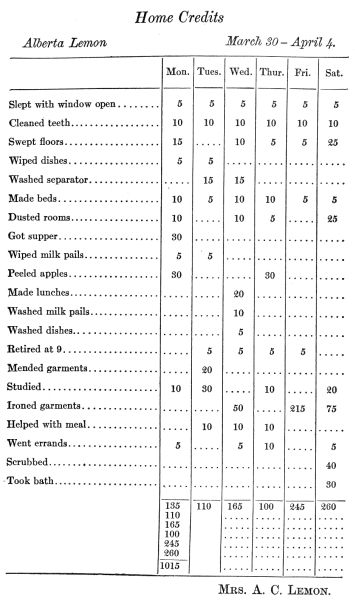 Home Credits
Alberta Lemon March 30 – April 4.
Mon. Tues. Wed. Thur. Fri. Sat.
Slept with window open........ 5 5 5 5 5 5
Cleaned teeth................. 10 10 10 10 10 10
Swept floors.................. 15 ..... 10 5 5 25
Wiped dishes.................. 5 5 ..... ..... ..... .....
Washed separator.............. ..... 15 15 ..... ..... .....
Made beds..................... 10 5 10 10 5 5
Dusted rooms.................. 10 ..... 10 5 ..... 25
Got supper.................... 30 ..... ..... ..... ..... .....
Wiped milk pails.............. 5 5 ..... ..... ..... .....
Peeled apples................. 30 ..... ..... 30 ..... .....
Made lunches.................. ..... ..... 20 ..... ..... .....
Washed milk pails............. ..... ..... 10 ..... ..... .....
Washed dishes................. ..... ..... 5 ..... ..... .....
Retired at 9.................. ..... 5 5 5 5 .....
Mended garments............... ..... 20 ..... ..... ..... .....
Studied....................... 10 30 ..... 10 ..... 20
Ironed garments............... ..... ..... 50 ..... 215 75
Helped with meal.............. ..... 10 10 10 ..... .....
Went errands.................. 5 ..... 5 10 ..... 5
Scrubbed...................... ..... ..... ..... ..... ..... 40
Took bath..................... ..... ..... ..... ..... ..... 30
135 110 165 100 245 260
110 ..... ..... ..... ..... .....
165 ..... ..... ..... ..... .....
100 ..... ..... ..... ..... .....
245 ..... ..... ..... ..... .....
260 ..... ..... ..... ..... .....
1015 ..... ..... ..... ..... .....
Mrs. A. C. Lemon.